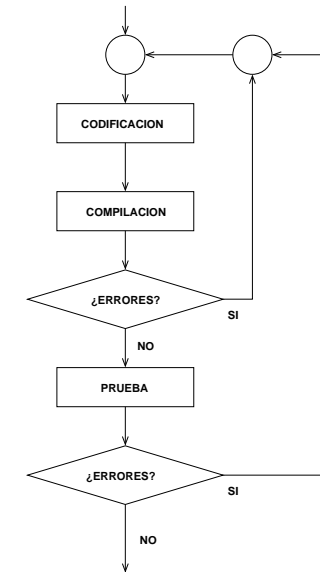 CODIFICACION
COMPILACION
¿ERRORES?
SI
NO
PRUEBA
¿ERRORES?
SI
NO